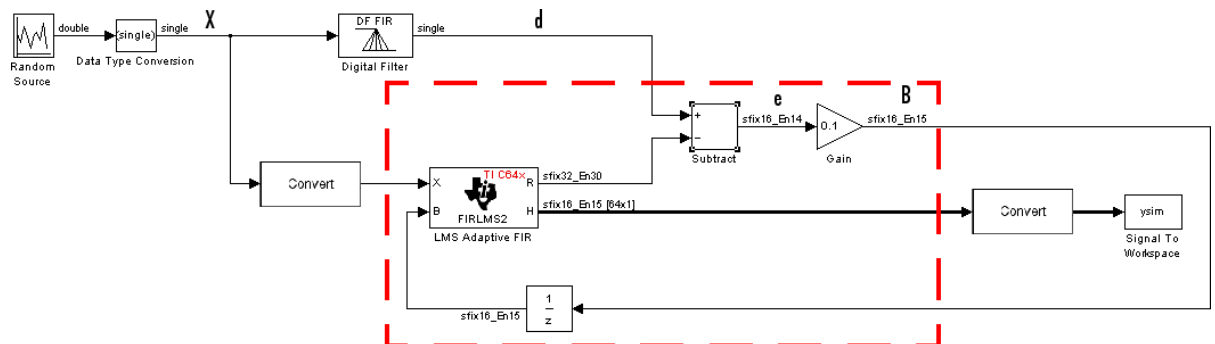 double
single
X
DF FIR
single
d
(single)
Random
Source
Data Type Conversion
Digital Filter
e
B
+
sfix16_En14
0.1
sfix16_En15
−
Subtract
Gain
Convert
X
TI C64x
R
sfix32_En30
FIRLMS2
B
H
sfix16_En15 [64x1]
LMS Adaptive FIR
Convert
ysim
Signal To
Workspace
sfix16_En15
1
z